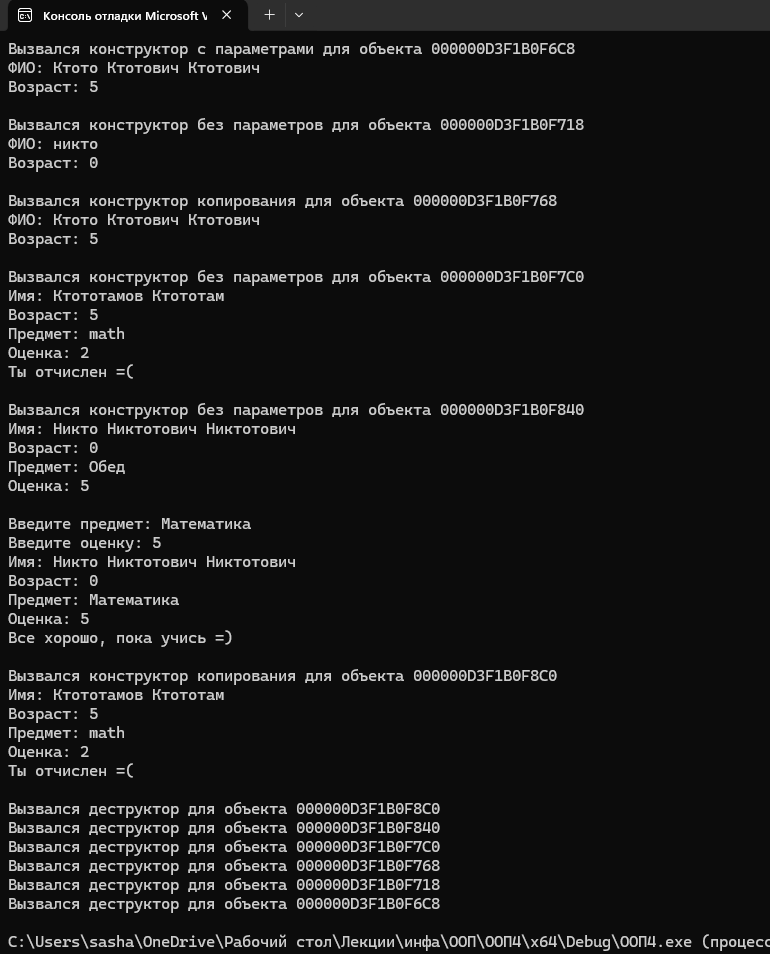 Консоль отладки Microsoft V
Вызвался конструктор с параметрами для объекта 000000D3F1B0F6C8
ФИО: Ктото Ктотович Ктотович
Возраст: 5
Вызвался конструктор без параметров для объекта 000000D3F1B0F718
ФИО: никто
Возраст: 0
Вызвался конструктор копирования для объекта 000000D3F1B0F768
ФИО: Ктото Ктотович Ктотович
Возраст: 5
Вызвался конструктор без параметров для объекта 000000D3F1B0F7C0
Имя: Ктототамов Ктототам
Возраст: 5
Предмет: math
Оценка: 2
Ты отчислен =(
Вызвался конструктор без параметров для объекта 000000D3F1B0F840
Имя: Никто Никтотович Никтотович
Возраст: 0
Предмет: Обед
Оценка: 5
Введите предмет: Математика
Введите оценку: 5
Имя: Никто Никтотович Никтотович
Возраст: 0
Предмет: Математика
Оценка: 5
Все хорошо, пока учись =)
Вызвался конструктор копирования для объекта 000000D3F1B0F8C0
Имя: Ктототамов Ктототам
Возраст: 5
Предмет: math
Оценка: 2
Ты отчислен =(
Вызвался деструктор для объекта 000000D3F1B0F8C0
Вызвался деструктор для объекта 000000D3F1B0F840
Вызвался деструктор для объекта 000000D3F1B0F7C0
Вызвался деструктор для объекта 000000D3F1B0F768
Вызвался деструктор для объекта 000000D3F1B0F718
Вызвался деструктор для объекта 000000D3F1B0F6C8
C:\Users\sasha\OneDrive\Рабочий стол\Лекции\инфа\ООП\ООП4\x64\Debug\ООП4.exe (процесс